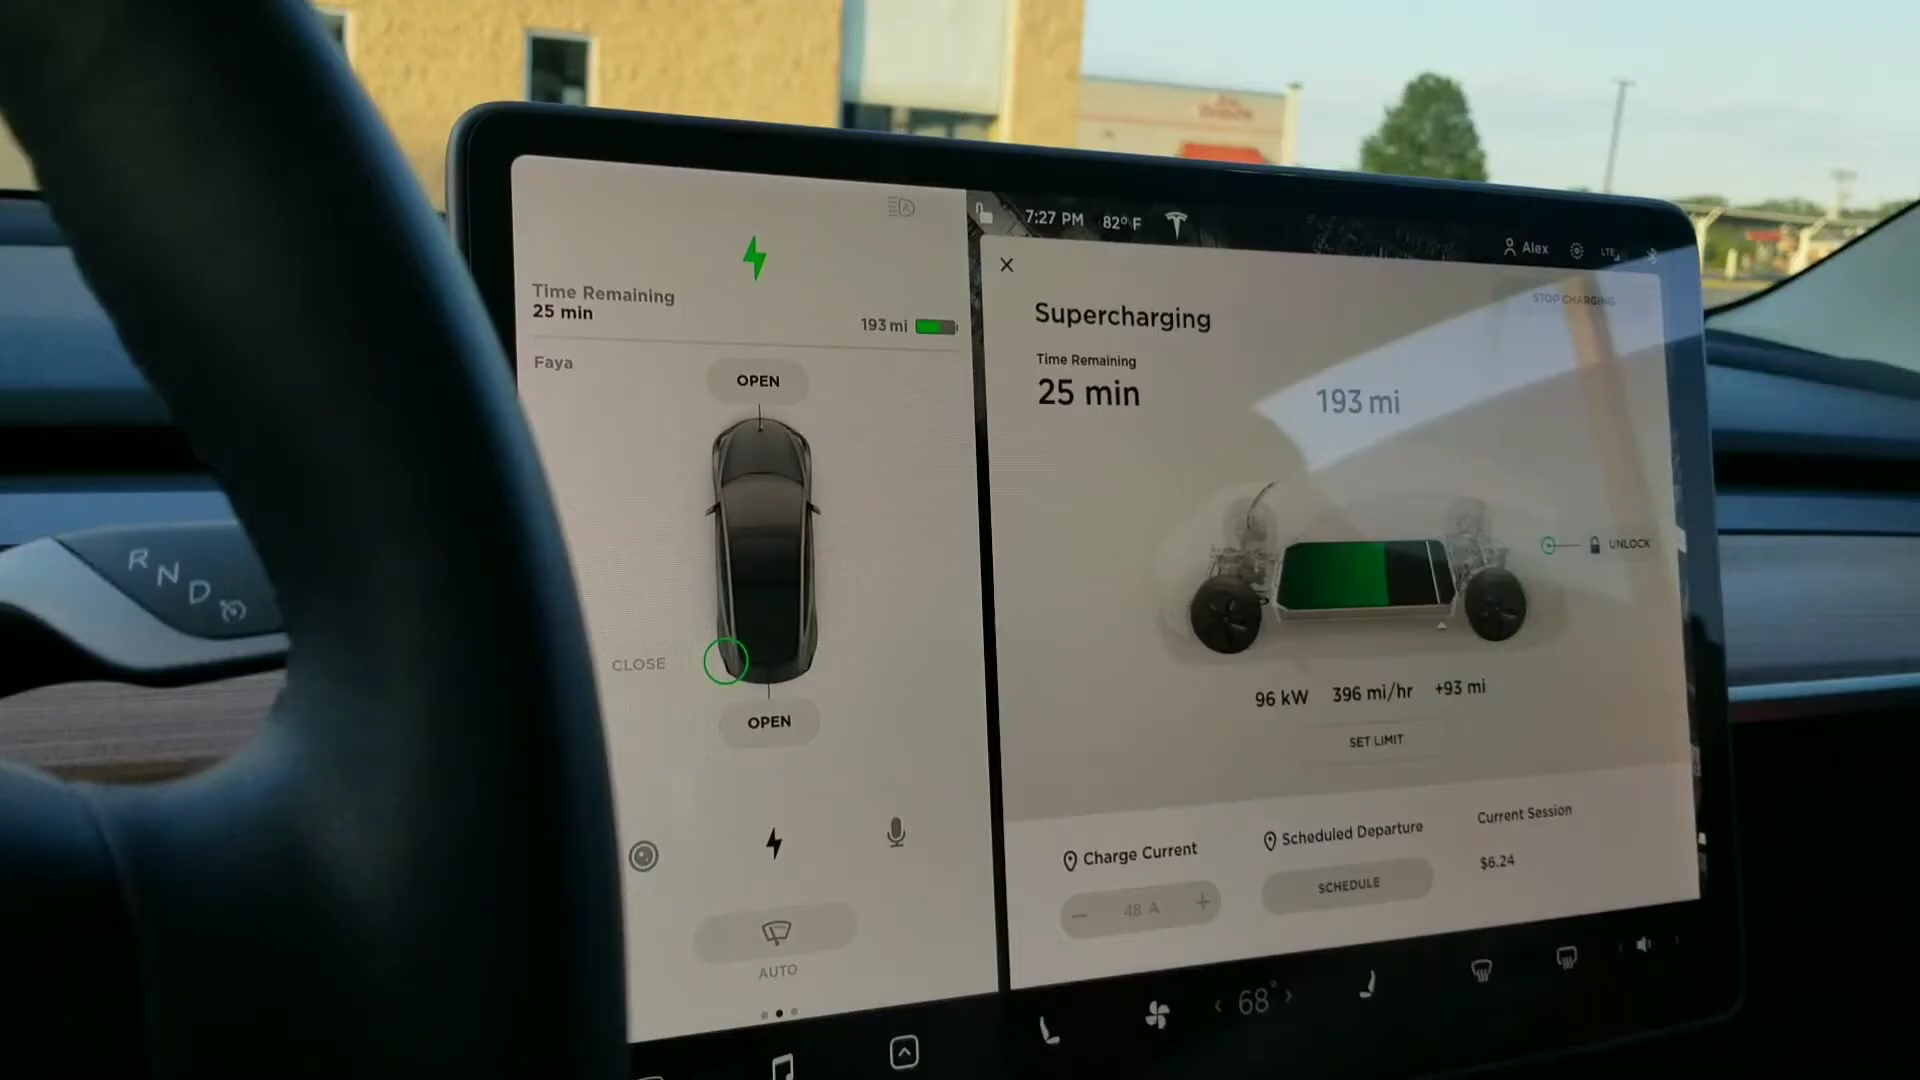 R
N
D
Time Remaining
25 min
193 mi
Faya
OPEN
CLOSE
OPEN
AUTO
7:27 PM 82° F
Alex
LTE
STOP CHARGING
Supercharging
Time Remaining
25 min
193 mi
UNLOCK
96 kW 396 mi/hr +93 mi
SET LIMIT
Charge Current
− 48 A +
Scheduled Departure
SCHEDULE
Current Session
$6.24
< 68° >